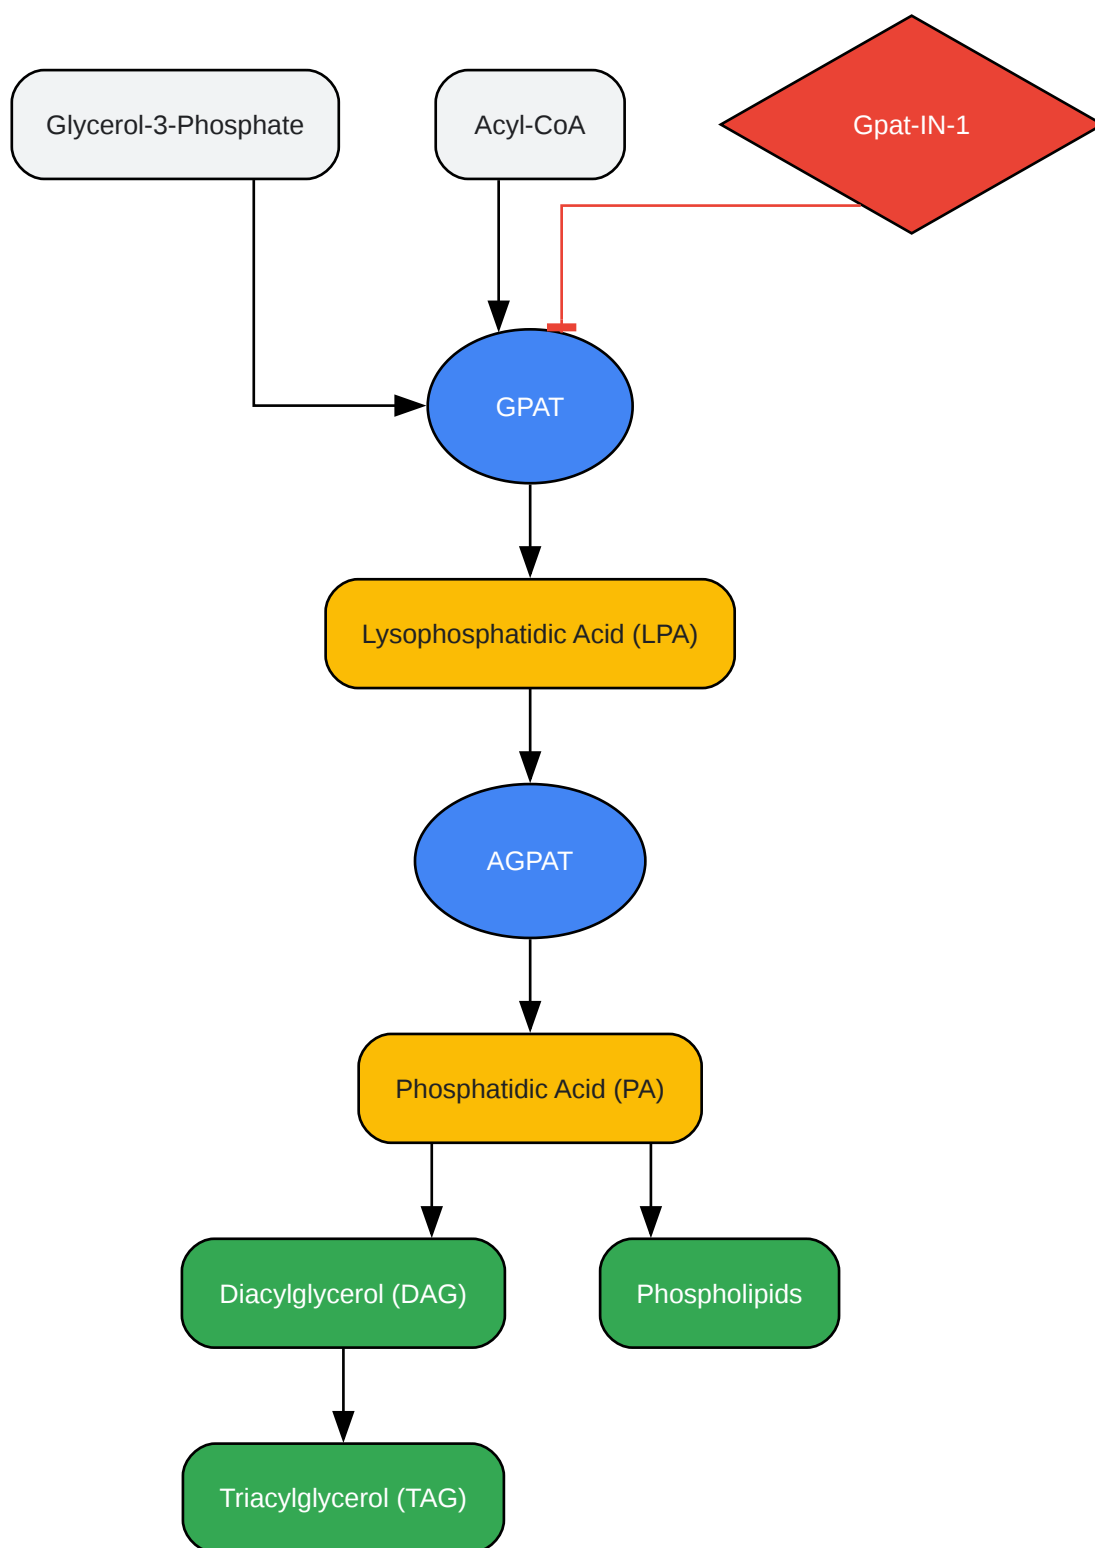 Glycerol-3-Phosphate
Acyl-CoA
Gpat-IN-1
GPAT
Lysophosphatidic Acid (LPA)
AGPAT
Phosphatidic Acid (PA)
Diacylglycerol (DAG)
Phospholipids
Triacylglycerol (TAG)